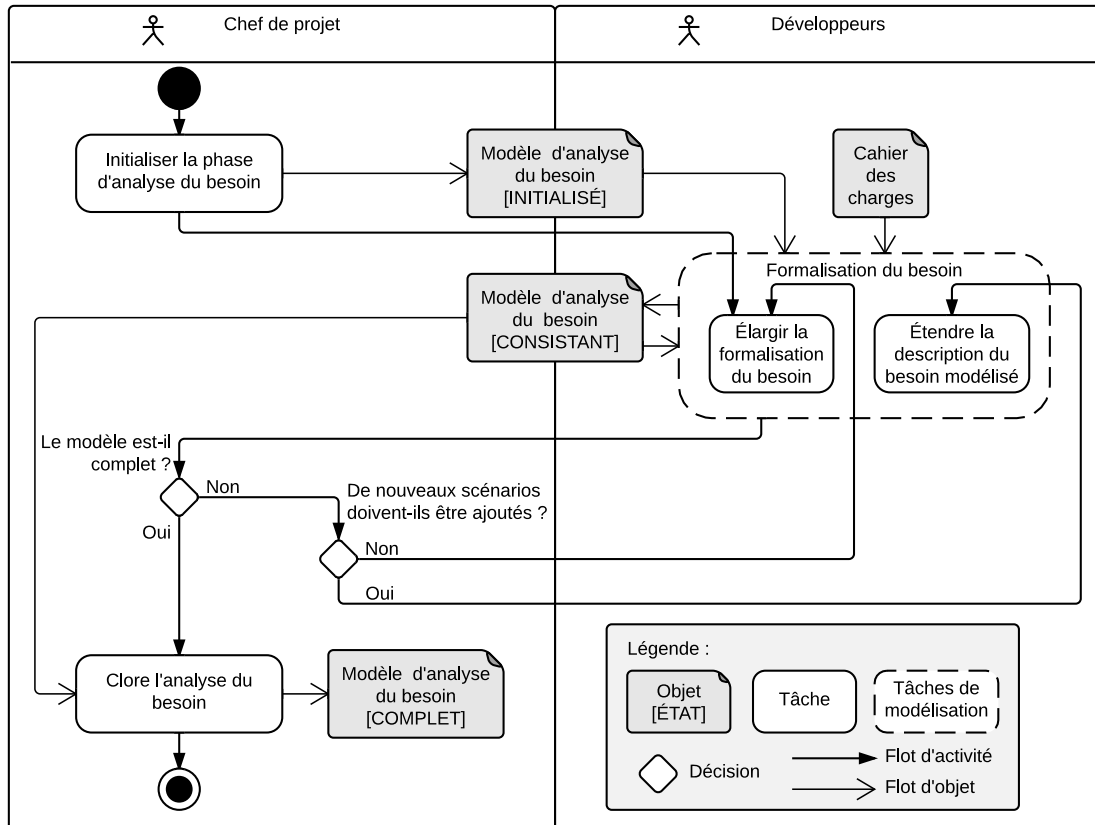 Chef de projet
Développeurs
Initialiser la phase
d'analyse du besoin
Modèle d'analyse
du besoin
[INITIALISÉ]
Cahier
des
charges
Formalisation du besoin
Modèle d'analyse
du besoin
[CONSISTANT]
Élargir la
formalisation
du besoin
Étendre la
description du
besoin modélisé
Le modèle est-il
complet ?
Non
Oui
De nouveaux scénarios
doivent-ils être ajoutés ?
Non
Oui
Clore l'analyse du
besoin
Modèle d'analyse
du besoin
[COMPLET]
Légende :
Objet
[ÉTAT]
Tâche
Tâches de
modélisation
Décision
Flot d'activité
Flot d'objet